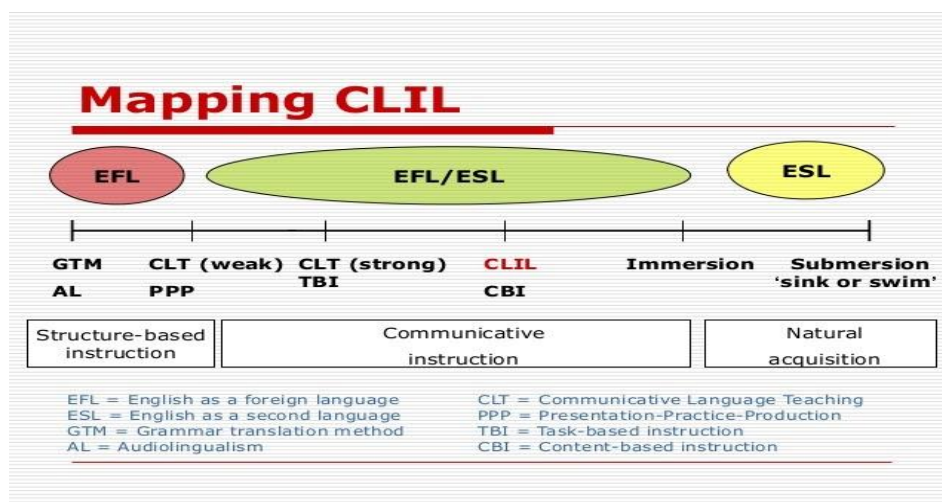 Mapping CLIL
EFL
EFL/ESL
ESL
GTM CLT (weak) CLT (strong) CLIL Immersion Submersion
AL PPP TBI CBI 'sink or swim'
Structure-based
instruction
Communicative
instruction
Natural
acquisition
EFL = English as a foreign language
ESL = English as a second language
GTM = Grammar translation method
AL = Audiolingualism
CLT = Communicative Language Teaching
PPP = Presentation-Practice-Production
TBI = Task-based instruction
CBI = Content-based instruction